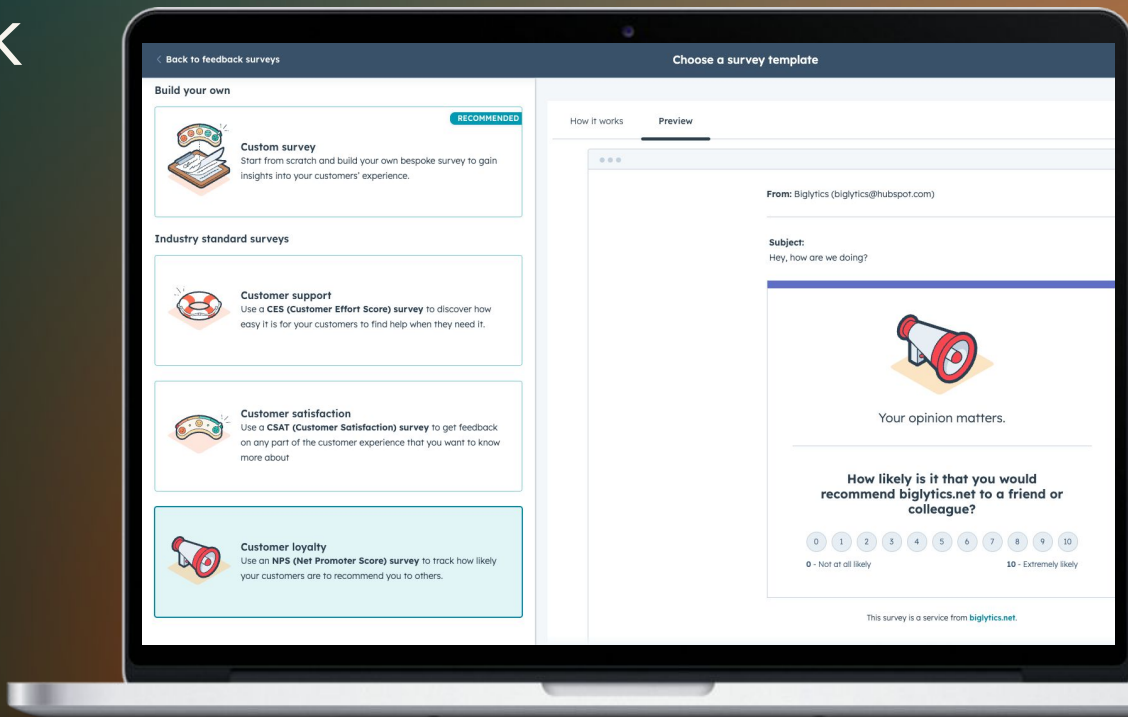 Back to feedback surveys
Choose a survey template
Build your own
RECOMMENDED
Custom survey
Start from scratch and build your own bespoke survey to gain
insights into your customers' experience.
Industry standard surveys
Customer support
Use a CES (Customer Effort Score) survey to discover how
easy it is for your customers to find help when they need it.
Customer satisfaction
Use a CSAT (Customer Satisfaction) survey to get feedback
on any part of the customer experience that you want to know
more about
Customer loyalty
Use an NPS (Net Promoter Score) survey to track how likely
your customers are to recommend you to others.
How it works
Preview
From: Biglytics (biglytics@hubspot.com)
Subject:
Hey, how are we doing?
Your opinion matters.
How likely is it that you would
recommend biglytics.net to a friend or
colleague?
0 1 2 3 4 5 6 7 8 9 10
0 - Not at all likely
10 - Extremely likely
This survey is a service from biglytics.net.